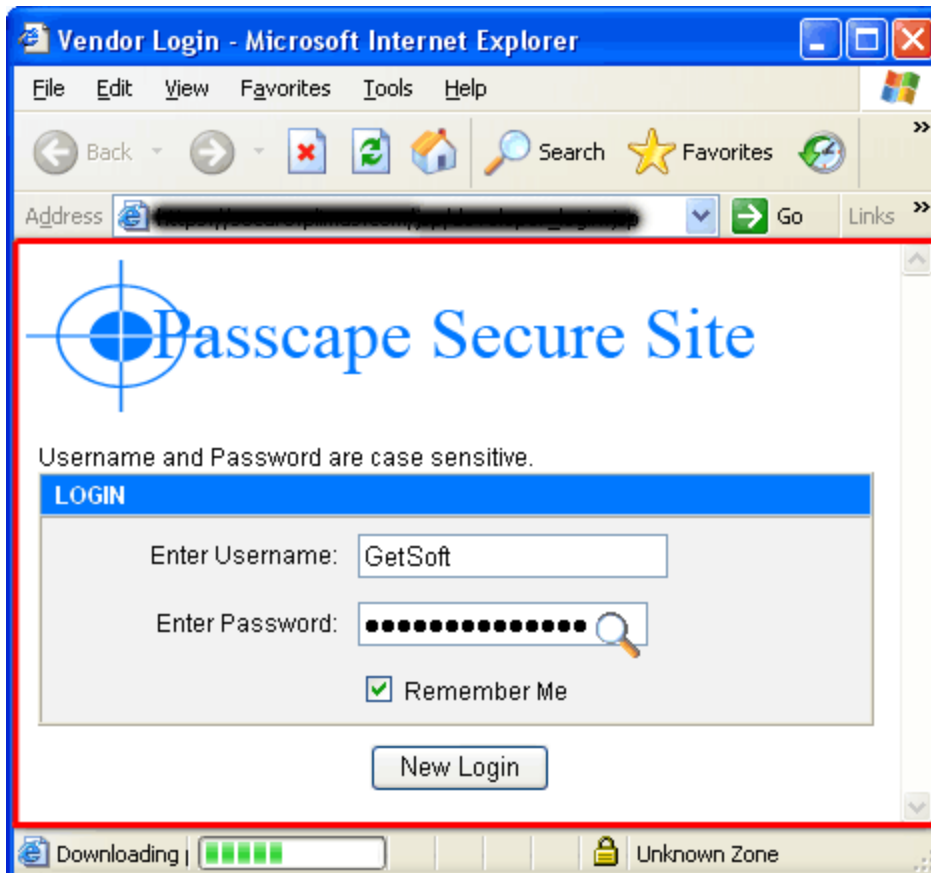 Vendor Login - Microsoft Internet Explorer
File Edit View Favorites Tools Help
Back Search Favorites »
Address Go Links »
Passcape Secure Site
Username and Password are case sensitive.
LOGIN
Enter Username: GetSoft
Enter Password: ••••••••••••••
Remember Me
New Login
Downloading Unknown Zone